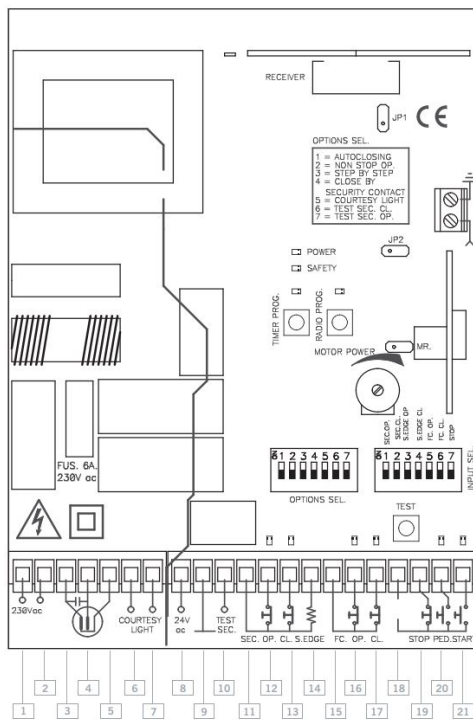 RECEIVER
JP1
CE
OPTIONS SEL.
1 = AUTOCLOSING
2 = NON STOP OP.
3 = STEP BY STEP
4 = CLOSE BY
SECURITY CONTACT
5 = COURTESY LIGHT
6 = TEST SEC. CL.
7 = TEST SEC. OP.
JP2
POWER
SAFETY
TIMER PROG.
RADIO PROG.
MOTOR POWER
MR.
SEC.OP.
SEC.CL.
S.EDGE OP
S.EDGE CL.
FC. OP.
FC. CL.
STOP
FUS. 6A.
230V ac
1 2 3 4 5 6 7
OPTIONS SEL.
1 2 3 4 5 6 7
INPUT SEL.
TEST
230Vac
COURTESY
LIGHT
24V
ac
TEST
SEC.
SEC. OP. CL. S.EDGE
FC. OP. CL.
STOP PED.START
2 4 6 8 10 12 14 16 18 20
1 3 5 7 9 11 13 15 17 19 21